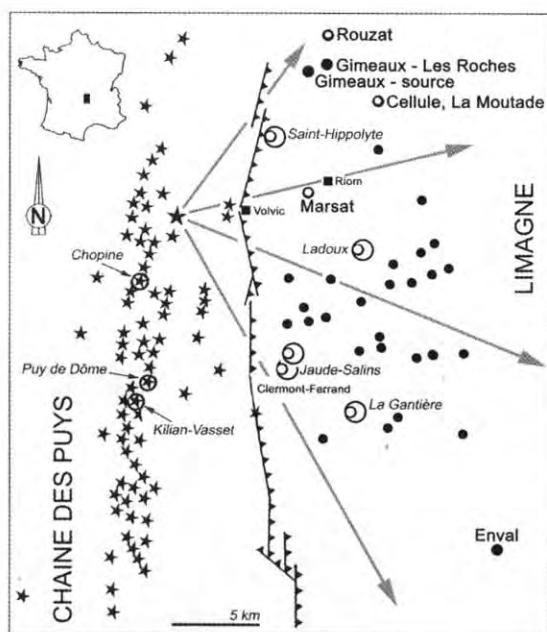 Rouzat
Gimeaux - Les Roches
Gimeaux - source
Cellule, La Moutade
Saint-Hippolyte
N
Riom
Marsat
Volvic
LIMAGNE
Chopine
Ladoux
Puy de Dôme
Jaude-Salins
Clermont-Ferrand
Kilian-Vasset
La Gantière
CHAINE DES PUYS
Enval
5 km